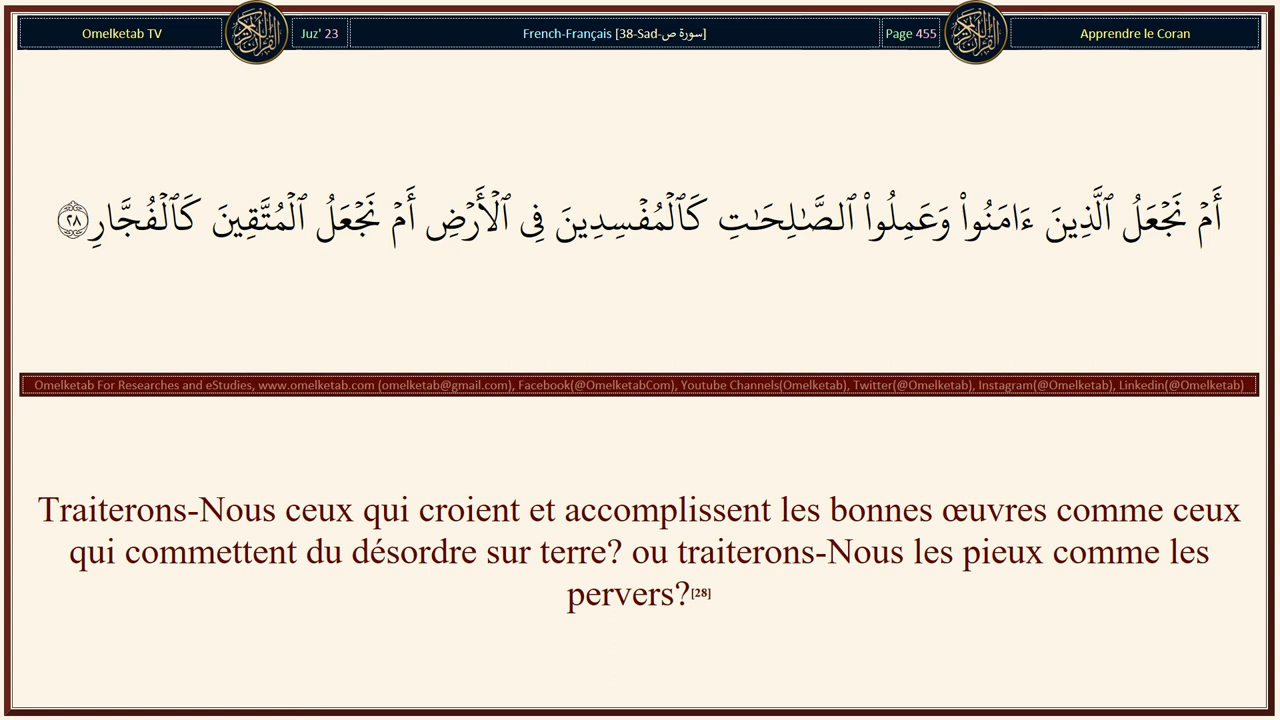 Omelketab TV
Juz' 23
French-Français [38-Sad-سورة ص]
Page 455
Apprendre le Coran
أَمۡ نَجۡعَلُ ٱلَّذِينَ ءَامَنُواْ وَعَمِلُواْ ٱلصَّٰلِحَٰتِ كَٱلۡمُفۡسِدِينَ فِي ٱلۡأَرۡضِ أَمۡ نَجۡعَلُ ٱلۡمُتَّقِينَ كَٱلۡفُجَّارِ ٢٨
Omelketab For Researches and eStudies, www.omelketab.com (omelketab@gmail.com), Facebook(@OmelketabCom), Youtube Channels(Omelketab), Twitter(@Omelketab), Instagram(@Omelketab), Linkedin(@Omelketab)
Traiterons-Nous ceux qui croient et accomplissent les bonnes œuvres comme ceux
qui commettent du désordre sur terre? ou traiterons-Nous les pieux comme les
pervers?[28]